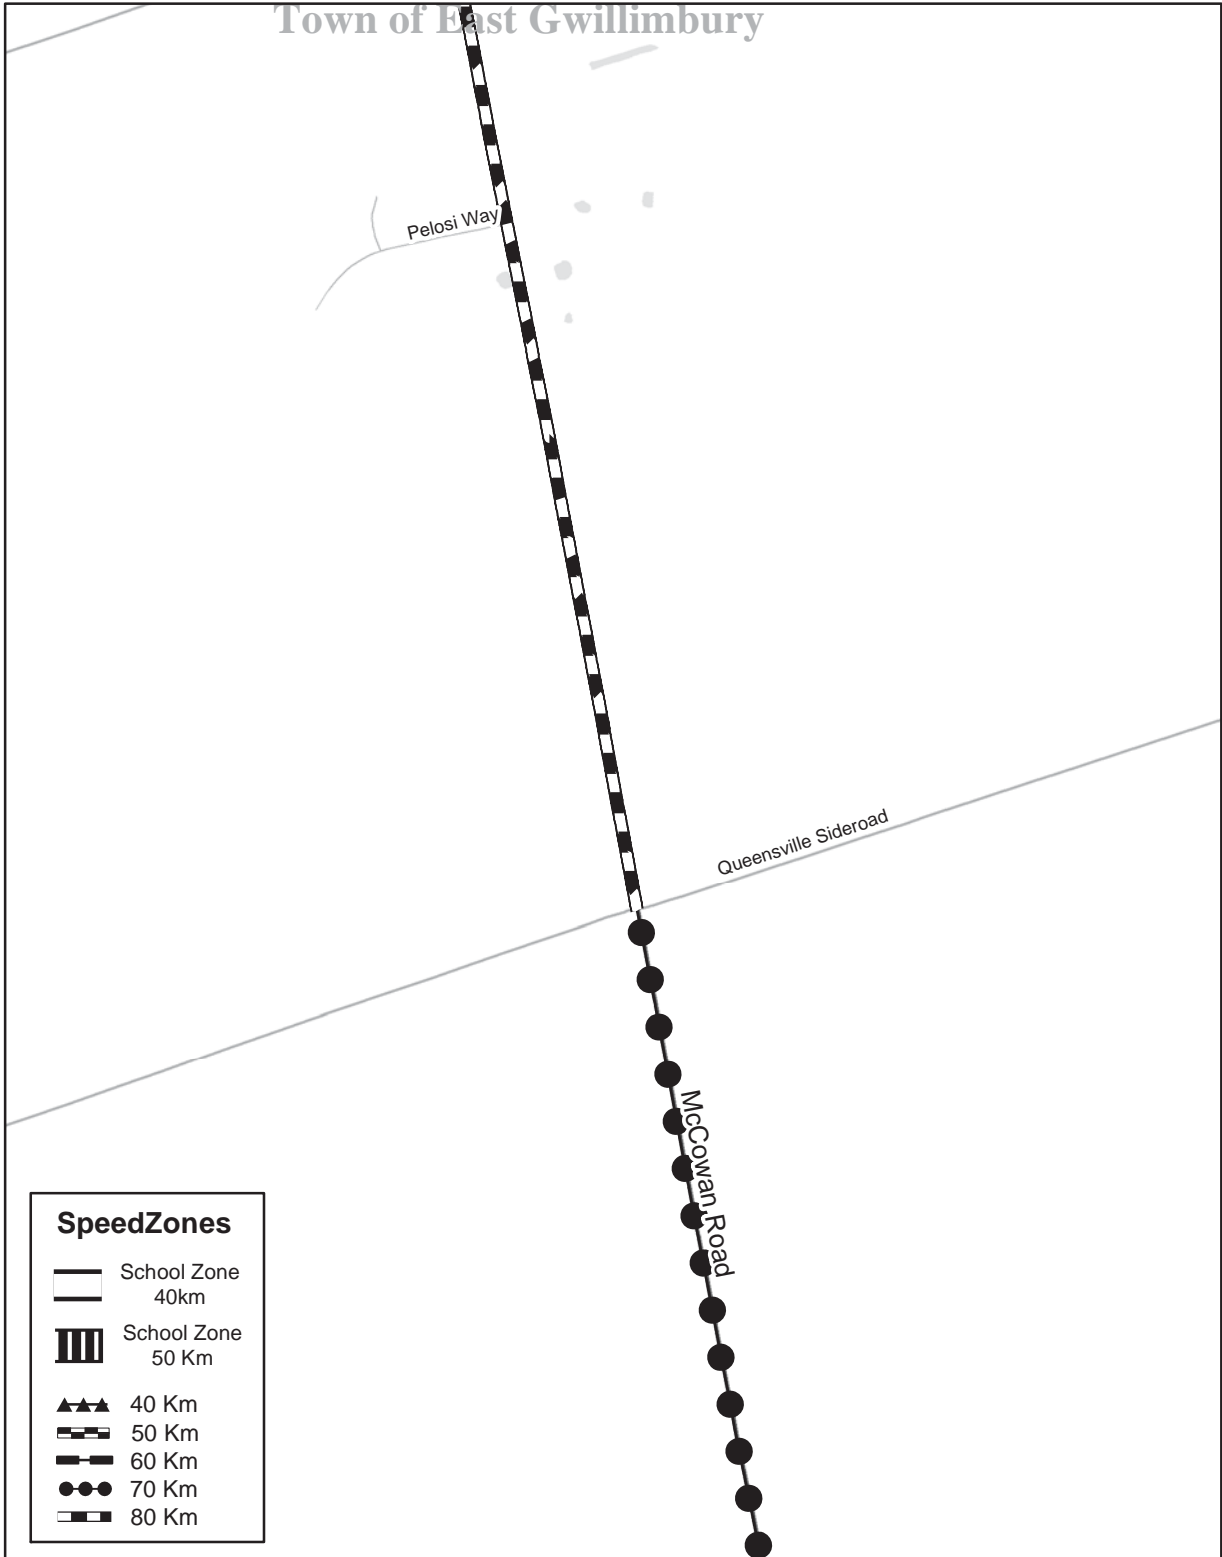 Town of East Gwillimbury
Pelosi Way
Queensville Sideroad
McCowan Road
SpeedZones
School Zone
40km
School Zone
50 Km
40 Km
50 Km
60 Km
70 Km
80 Km